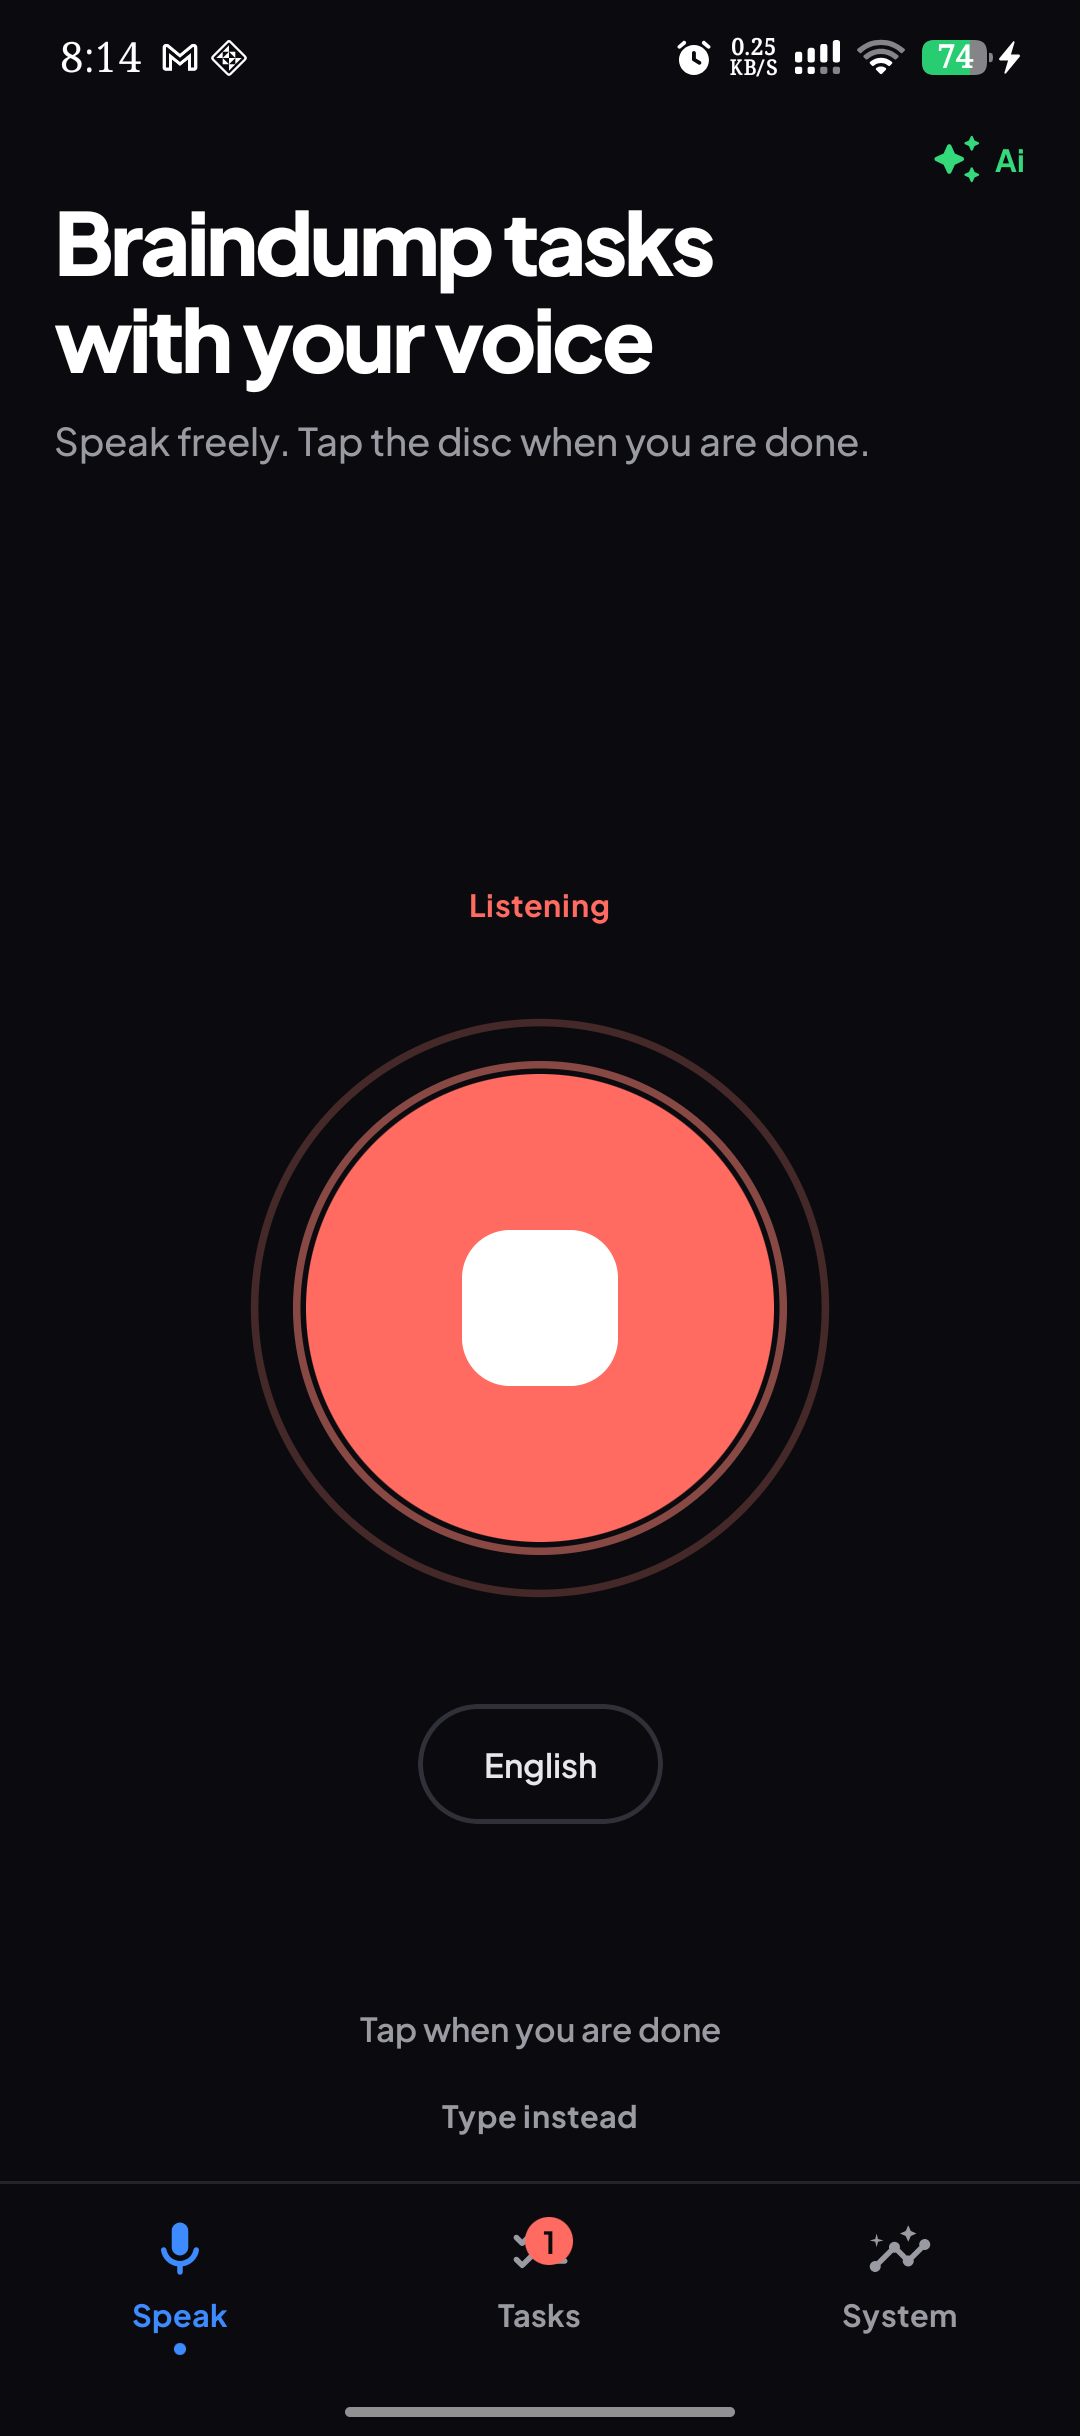 8:14
0.25
KB/S
74
Ai
Braindump tasks
with your voice
Speak freely. Tap the disc when you are done.
Listening
English
Tap when you are done
Type instead
1
Speak
Tasks
System